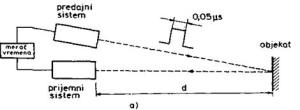 predajni
sistem
0,05μs
objekat
merač
vremena
prijemni
sistem
d
a)